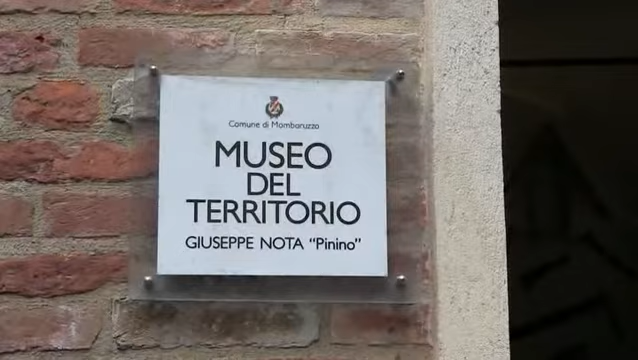 Comune di Mombaruzzo
MUSEO
DEL
TERRITORIO
GIUSEPPE NOTA "Pinino"